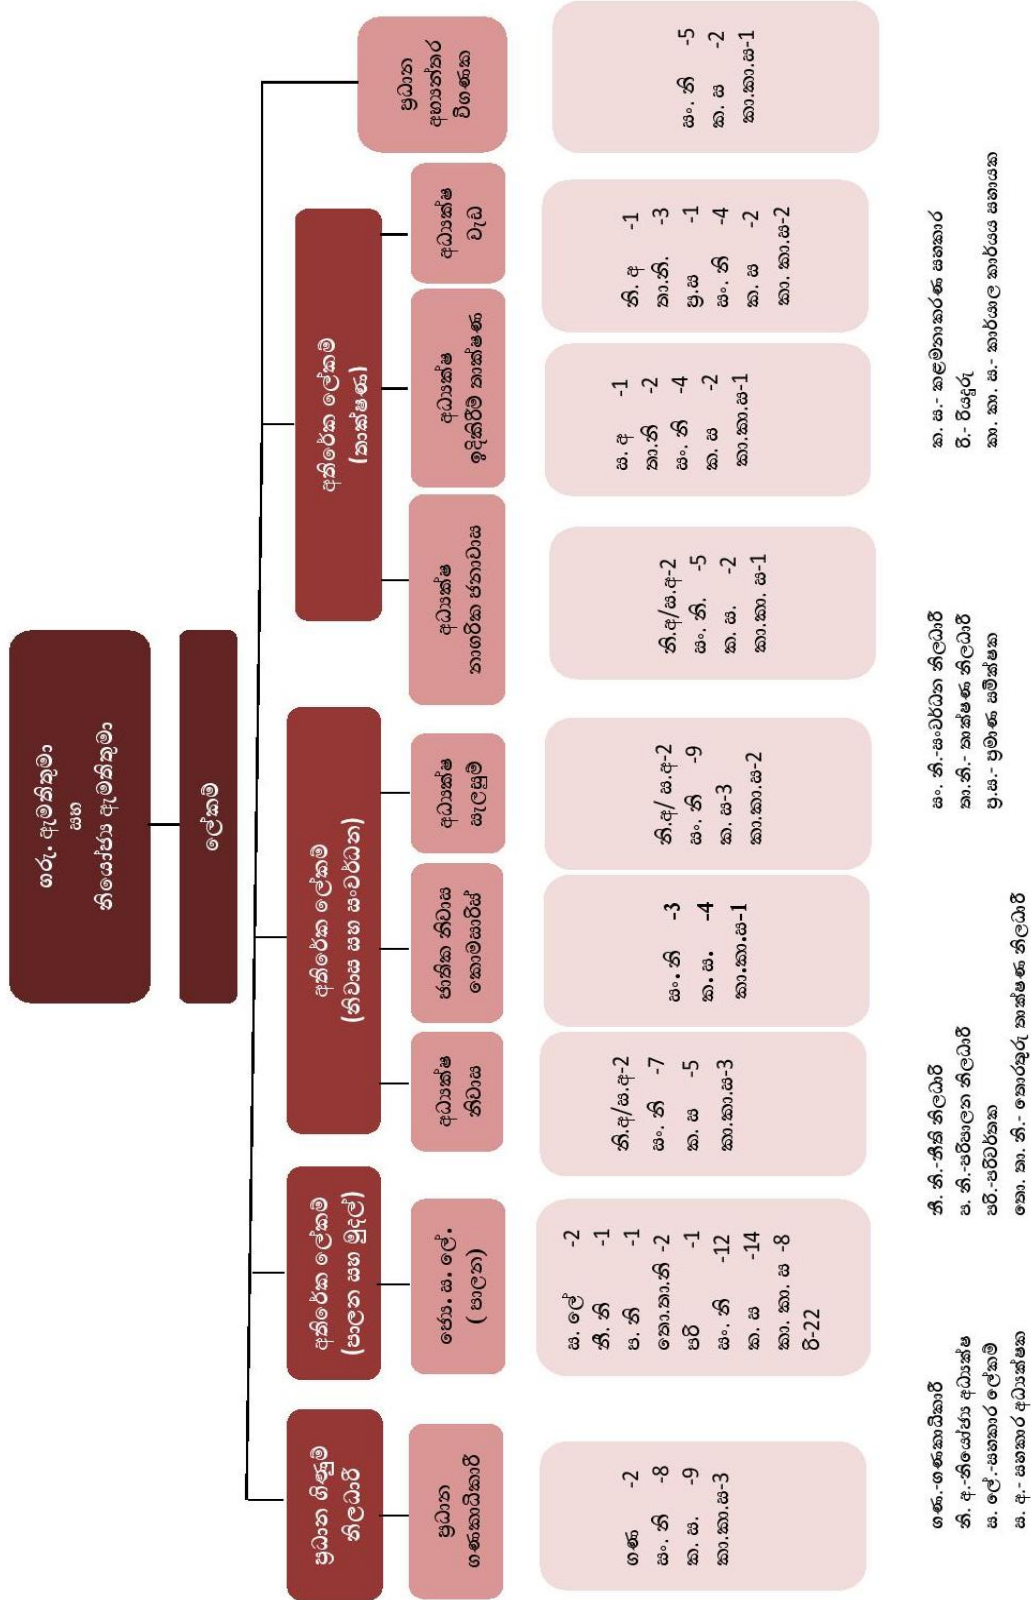 ගරු. ඇමතිතුමා
සහ
නියෝජ්‍ය ඇමතිතුමා
ලේකම්
ප්‍රධාන ගිණුම්
නිලධාරී
අතිරේක ලේකම්
(පාලන සහ මුදල්)
අතිරේක ලේකම්
(නිවාස සහ සංවර්ධන)
අතිරේක ලේකම්
(තාක්ෂණ)
ප්‍රධාන
අභ්‍යන්තර
විගණක
ප්‍රධාන
ගණකාධිකාරී
ජ්‍යෙ. ස. ලේ.
( පාලන)
අධ්‍යක්ෂ
නිවාස
ජාතික නිවාස
කොමසාරිස්
අධ්‍යක්ෂ
සැලසුම්
අධ්‍යක්ෂ
නාගරික ජනාවාස
අධ්‍යක්ෂ
ඉදිකිරීම් තාක්ෂණ
අධ්‍යක්ෂ
වැඩ
ගණ -2
සං. නි -8
ක. ස. -9
කා.කා.ස-3
ස. ලේ -2
නී. නි -1
ප. නි -1
තො.තා.නි -2
පරි -1
සං. නි -12
ක. ස -14
කා. කා. ස -8
රි-22
නි.අ/ස.අ-2
සං. නි -7
ක. ස -5
කා.කා.ස-3
සං. නි -3
ක. ස. -4
කා.කා.ස-1
නි.අ/ ස.අ-2
සං. නි -9
ක. ස-3
කා.කා.ස-2
නි.අ/ස.අ-2
සං. නි. -5
ක. ස. -2
කා.කා. ස-1
ස. අ -1
තා.නි -2
සං. නි -4
ක. ස -2
කා.කා.ස-1
නි. අ -1
තා.නි. -3
ප්‍ර.ස -1
සං. නි -4
ක. ස -2
කා. කා.ස-2
සං. නි -5
ක. ස -2
කා.කා.ස-1
ගණ.-ගණකාධිකාරී
නි. අ.-නියෝජ්‍ය අධ්‍යක්ෂ
ස. ලේ.-සහකාර ලේකම්
ස. අ.- සහකාර අධ්‍යක්ෂක
නී. නි.-නීති නිලධාරී
ප. නි.-පරිපාලන නිලධාරී
පරි.-පරිවර්තක
තො. තා. නි.- තොරතුරු තාක්ෂණ නිලධාරී
සං. නි.-සංවර්ධන නිලධාරී
තා.නි.- තාක්ෂණ නිලධාරී
ප්‍ර.ස.- ප්‍රමාණ සමීක්ෂක
ක. ස.- කළමනාකරණ සහකාර
රි.- රියදුරු
කා. කා. ස.- කාර්යාල කාර්යය සහායක